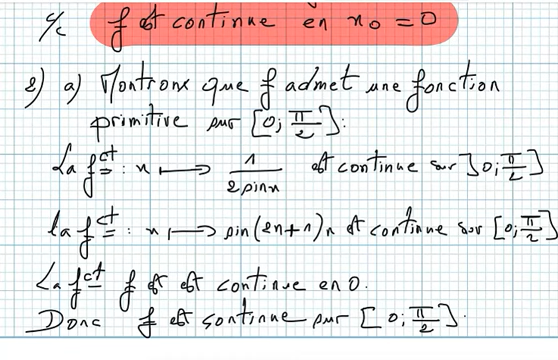 c/c f est continue en x₀ = 0
2) a) Montrons que f admet une fonction
primitive sur [0; π/2]:
La fct: x ⟼ 1/(2sinx) est continue sur ]0; π/2]
la fct: x ⟼ sin(2n+1)x et continue sur [0; π/2]
La fct f est est continue en 0.
Donc f est continue sur [0; π/2].